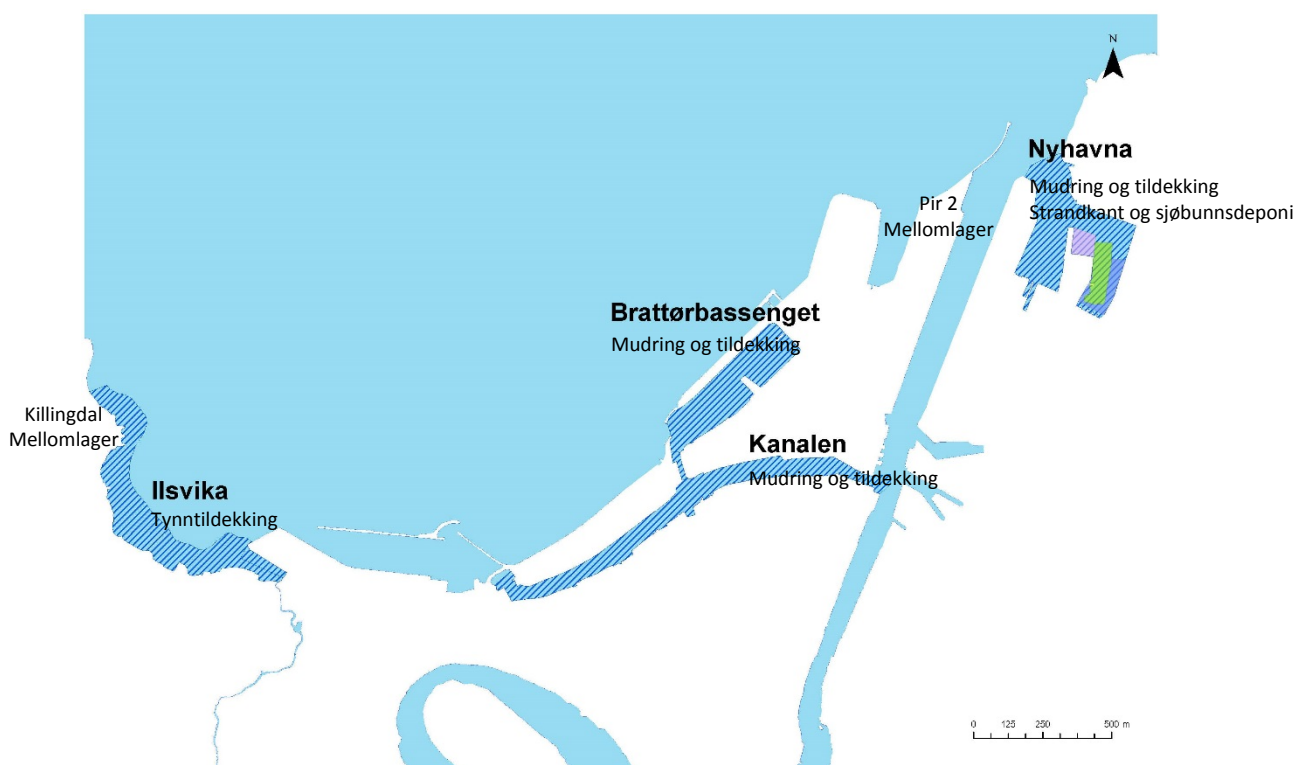 N
Nyhavna
Mudring og tildekking
Strandkant og sjøbunnsdeponi
Pir 2
Mellomlager
Brattørbassenget
Mudring og tildekking
Killingdal
Mellomlager
Kanalen
Mudring og tildekking
Ilsvika
Tynntildekking
0 125 250 500 m